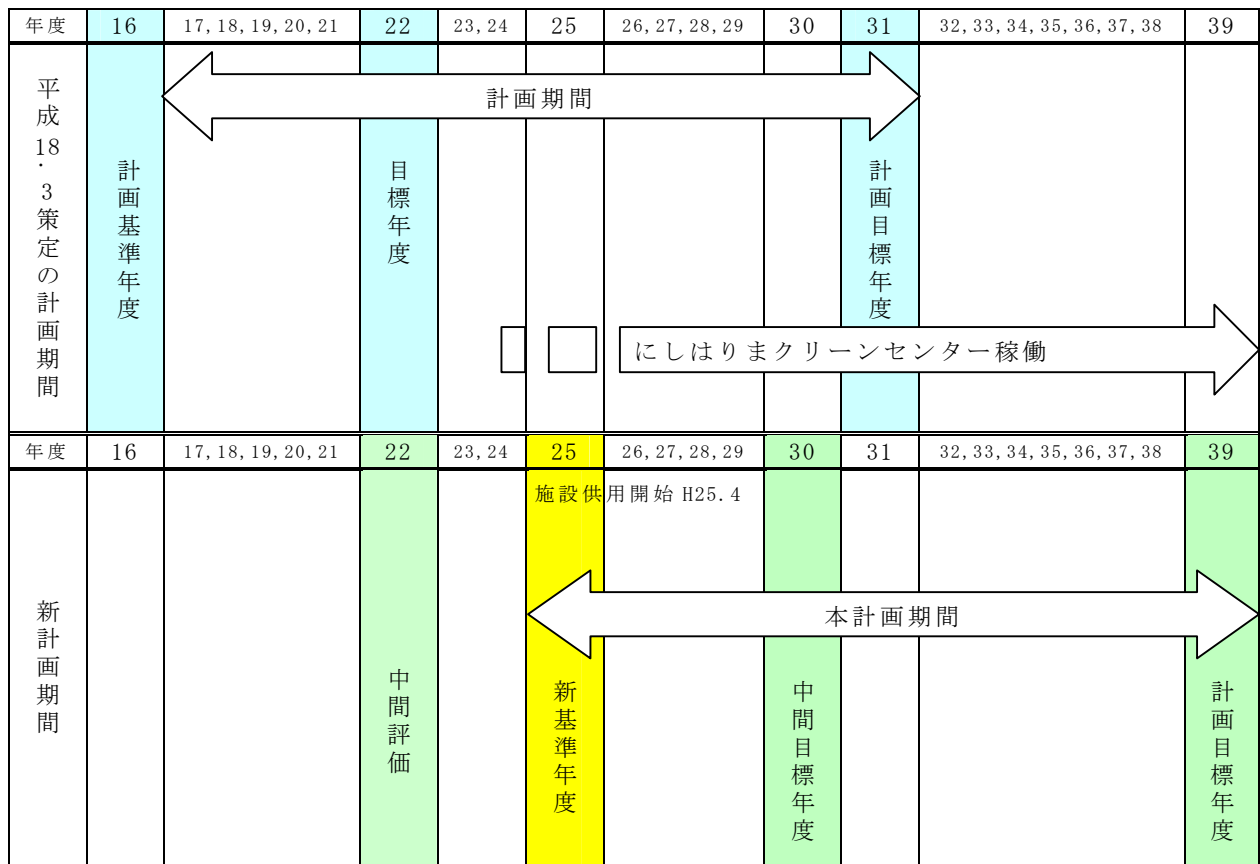 年度 16 17,18,19,20,21 22 23,24 25 26,27,28,29 30 31 32,33,34,35,36,37,38 39
平成18・3策定の計画期間
計画期間
計画基準年度
目標年度
計画目標年度
にしはりまクリーンセンター稼働
年度 16 17,18,19,20,21 22 23,24 25 26,27,28,29 30 31 32,33,34,35,36,37,38 39
施設供用開始 H25.4
新計画期間
本計画期間
中間評価
新基準年度
中間目標年度
計画目標年度